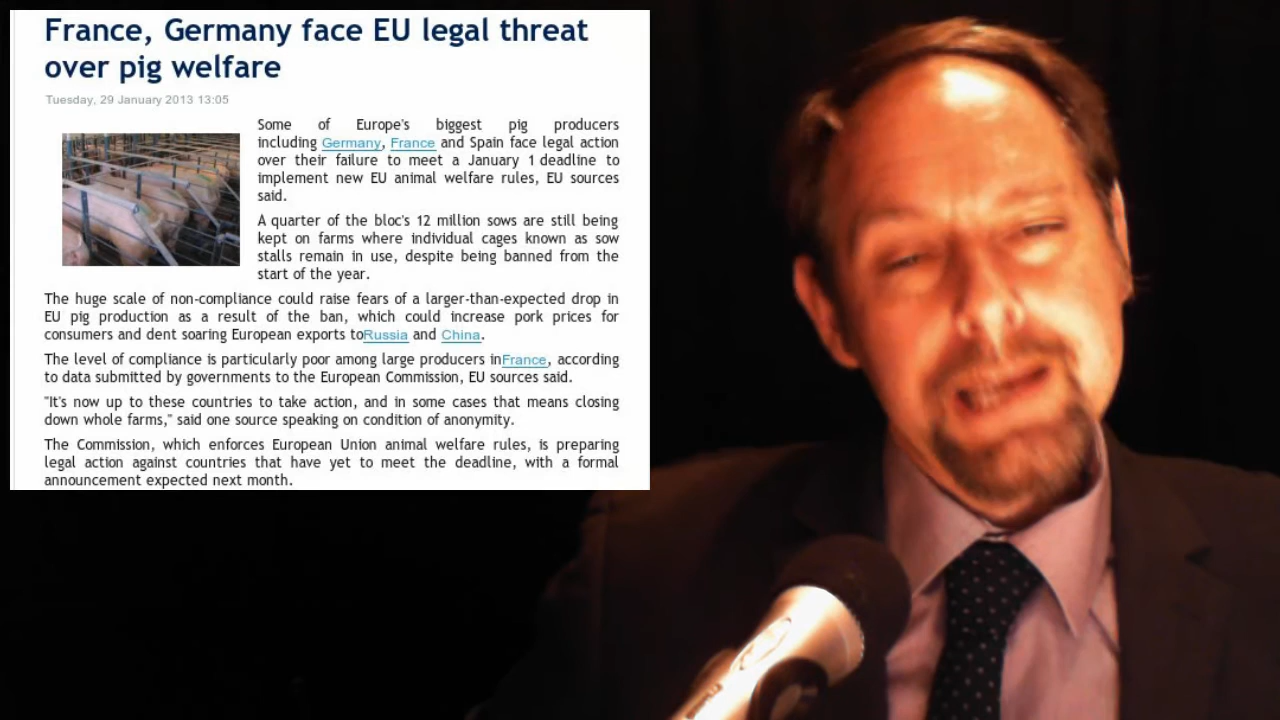 France, Germany face EU legal threat
over pig welfare
Tuesday, 29 January 2013 13:05
Some of Europe's biggest pig producers
including Germany, France and Spain face legal action
over their failure to meet a January 1 deadline to
implement new EU animal welfare rules, EU sources
said.
A quarter of the bloc's 12 million sows are still being
kept on farms where individual cages known as sow
stalls remain in use, despite being banned from the
start of the year.
The huge scale of non-compliance could raise fears of a larger-than-expected drop in
EU pig production as a result of the ban, which could increase pork prices for
consumers and dent soaring European exports toRussia and China.
The level of compliance is particularly poor among large producers inFrance, according
to data submitted by governments to the European Commission, EU sources said.
"It's now up to these countries to take action, and in some cases that means closing
down whole farms," said one source speaking on condition of anonymity.
The Commission, which enforces European Union animal welfare rules, is preparing
legal action against countries that have yet to meet the deadline, with a formal
announcement expected next month.